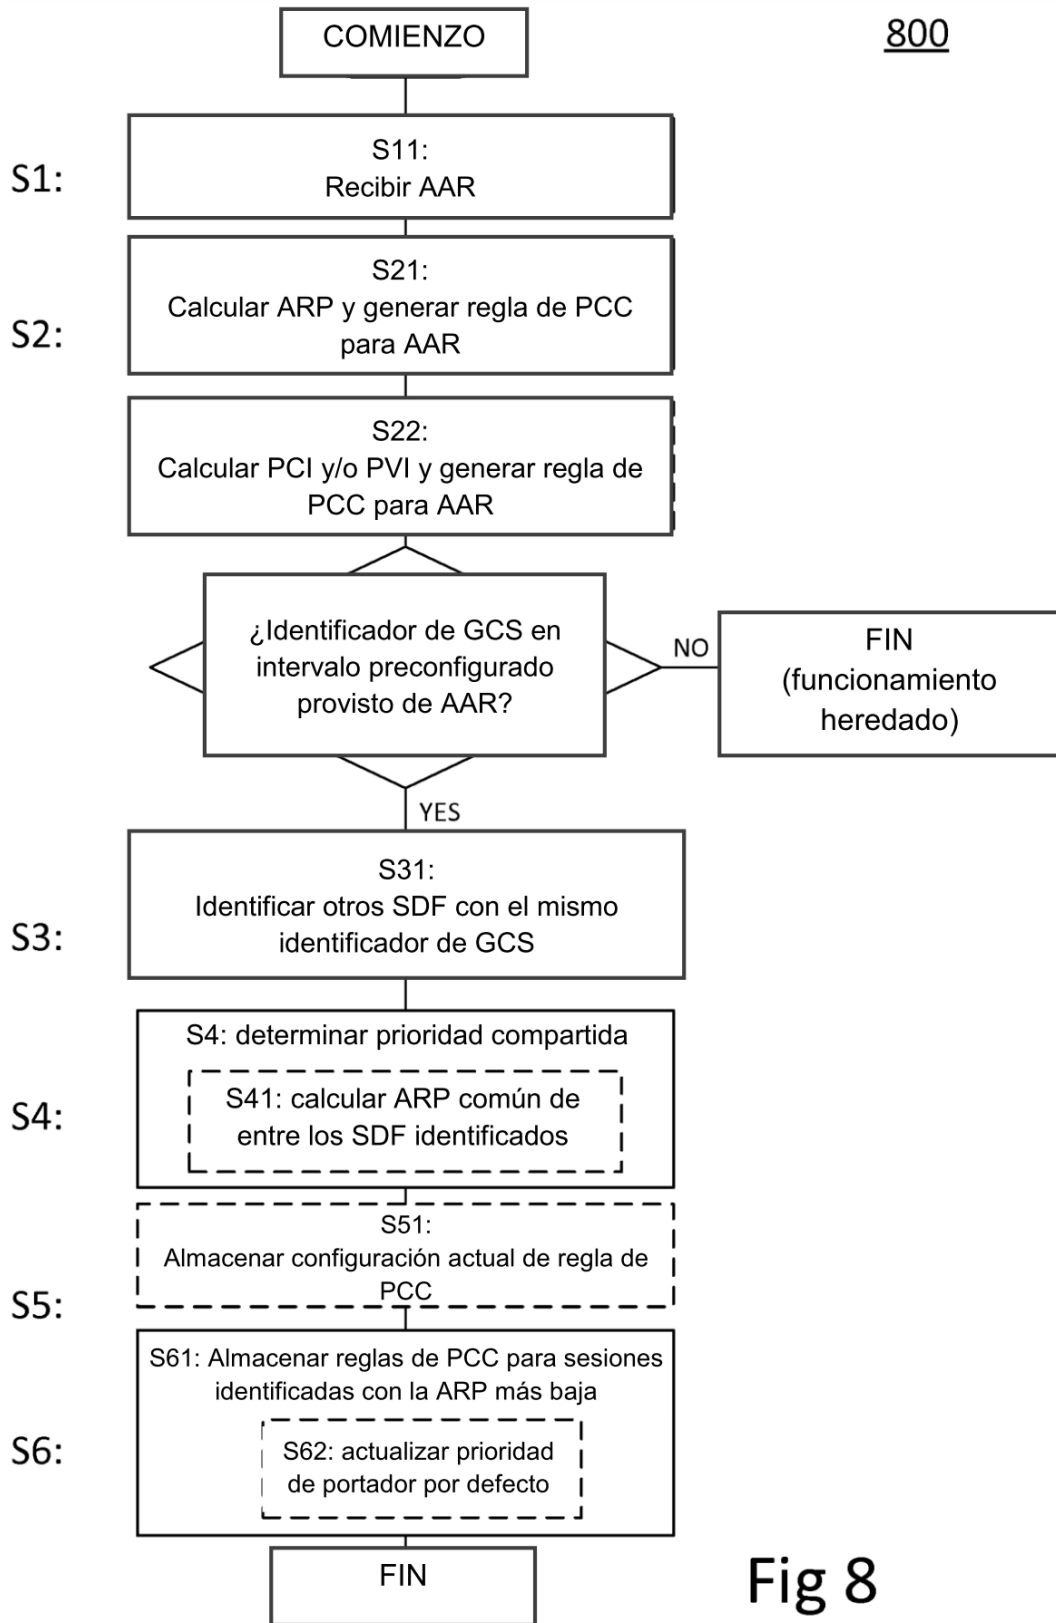 COMIENZO
800
S1:
S11:
Recibir AAR
S2:
S21:
Calcular ARP y generar regla de PCC
para AAR
S22:
Calcular PCI y/o PVI y generar regla de
PCC para AAR
¿Identificador de GCS en
intervalo preconfigurado
provisto de AAR?
NO
FIN
(funcionamiento
heredado)
YES
S3:
S31:
Identificar otros SDF con el mismo
identificador de GCS
S4:
S4: determinar prioridad compartida
S41: calcular ARP común de
entre los SDF identificados
S5:
S51:
Almacenar configuración actual de regla de
PCC
S6:
S61: Almacenar reglas de PCC para sesiones
identificadas con la ARP más baja
S62: actualizar prioridad
de portador por defecto
FIN
Fig 8